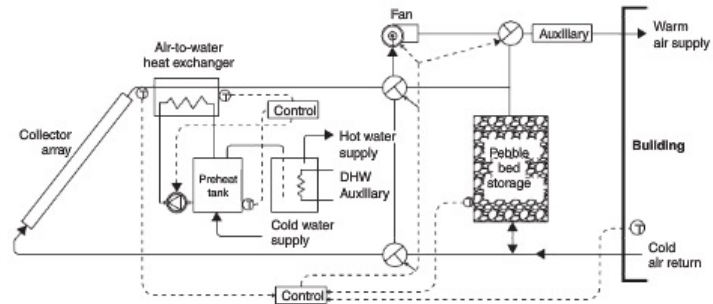 Fan
Auxiliary
Warm
air supply
Air-to-water
heat exchanger
T
T
Control
Collector
array
Hot water
supply
Preheat
tank
DHW
Auxiliary
T
Cold water
supply
Pebble
bed
storage
T
Building
T
Cold
air return
Control